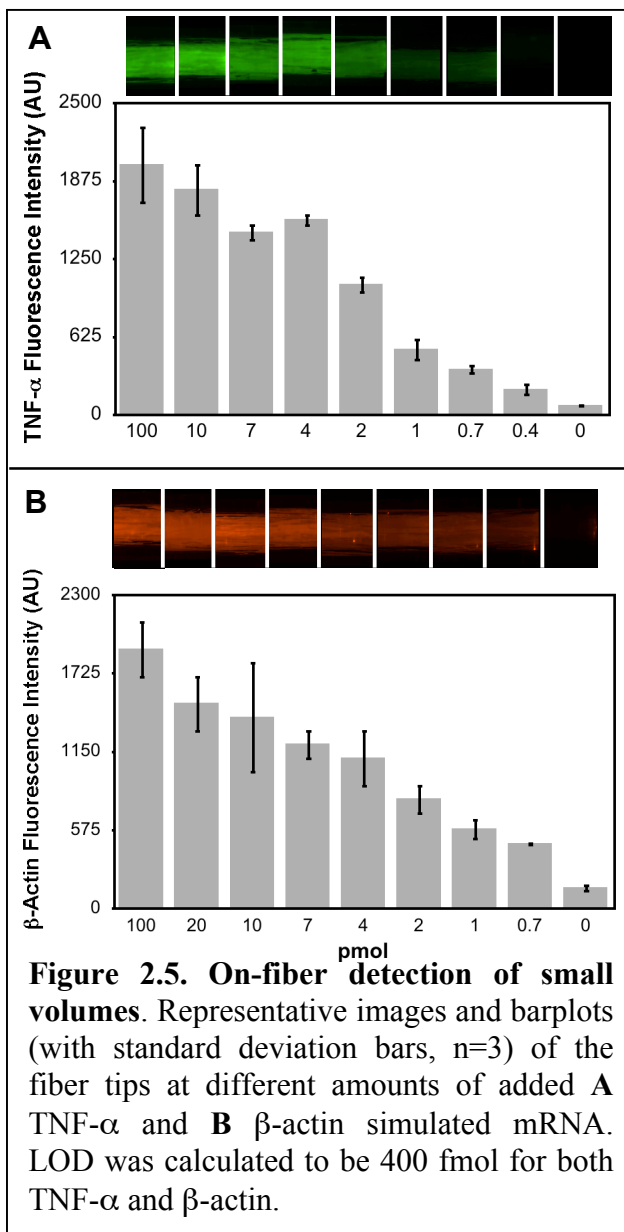 A
TNF-α Fluorescence Intensity (AU)
2500
1875
1250
625
0
100 10 7 4 2 1 0.7 0.4 0
B
β-Actin Fluorescence Intensity (AU)
2300
1725
1150
575
0
100 20 10 7 4 2 1 0.7 0
pmol
Figure 2.5. On-fiber detection of small
volumes. Representative images and barplots
(with standard deviation bars, n=3) of the
fiber tips at different amounts of added A
TNF-α and B β-actin simulated mRNA.
LOD was calculated to be 400 fmol for both
TNF-α and β-actin.